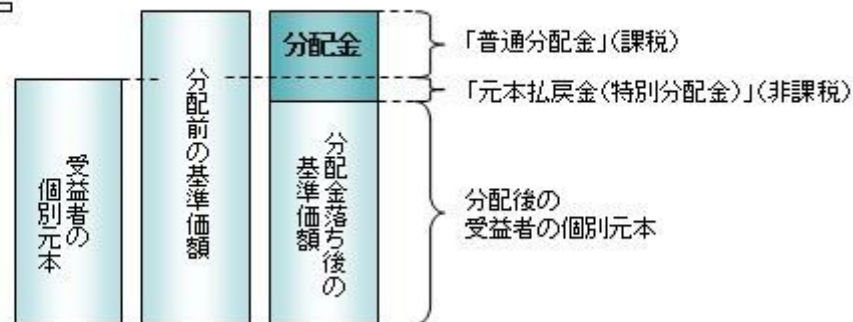 受益者の
個別元本
分配前の基準価額
分配金
分配金落ち後の
基準価額
「普通分配金」(課税)
「元本払戻金(特別分配金)」(非課税)
分配後の
受益者の個別元本